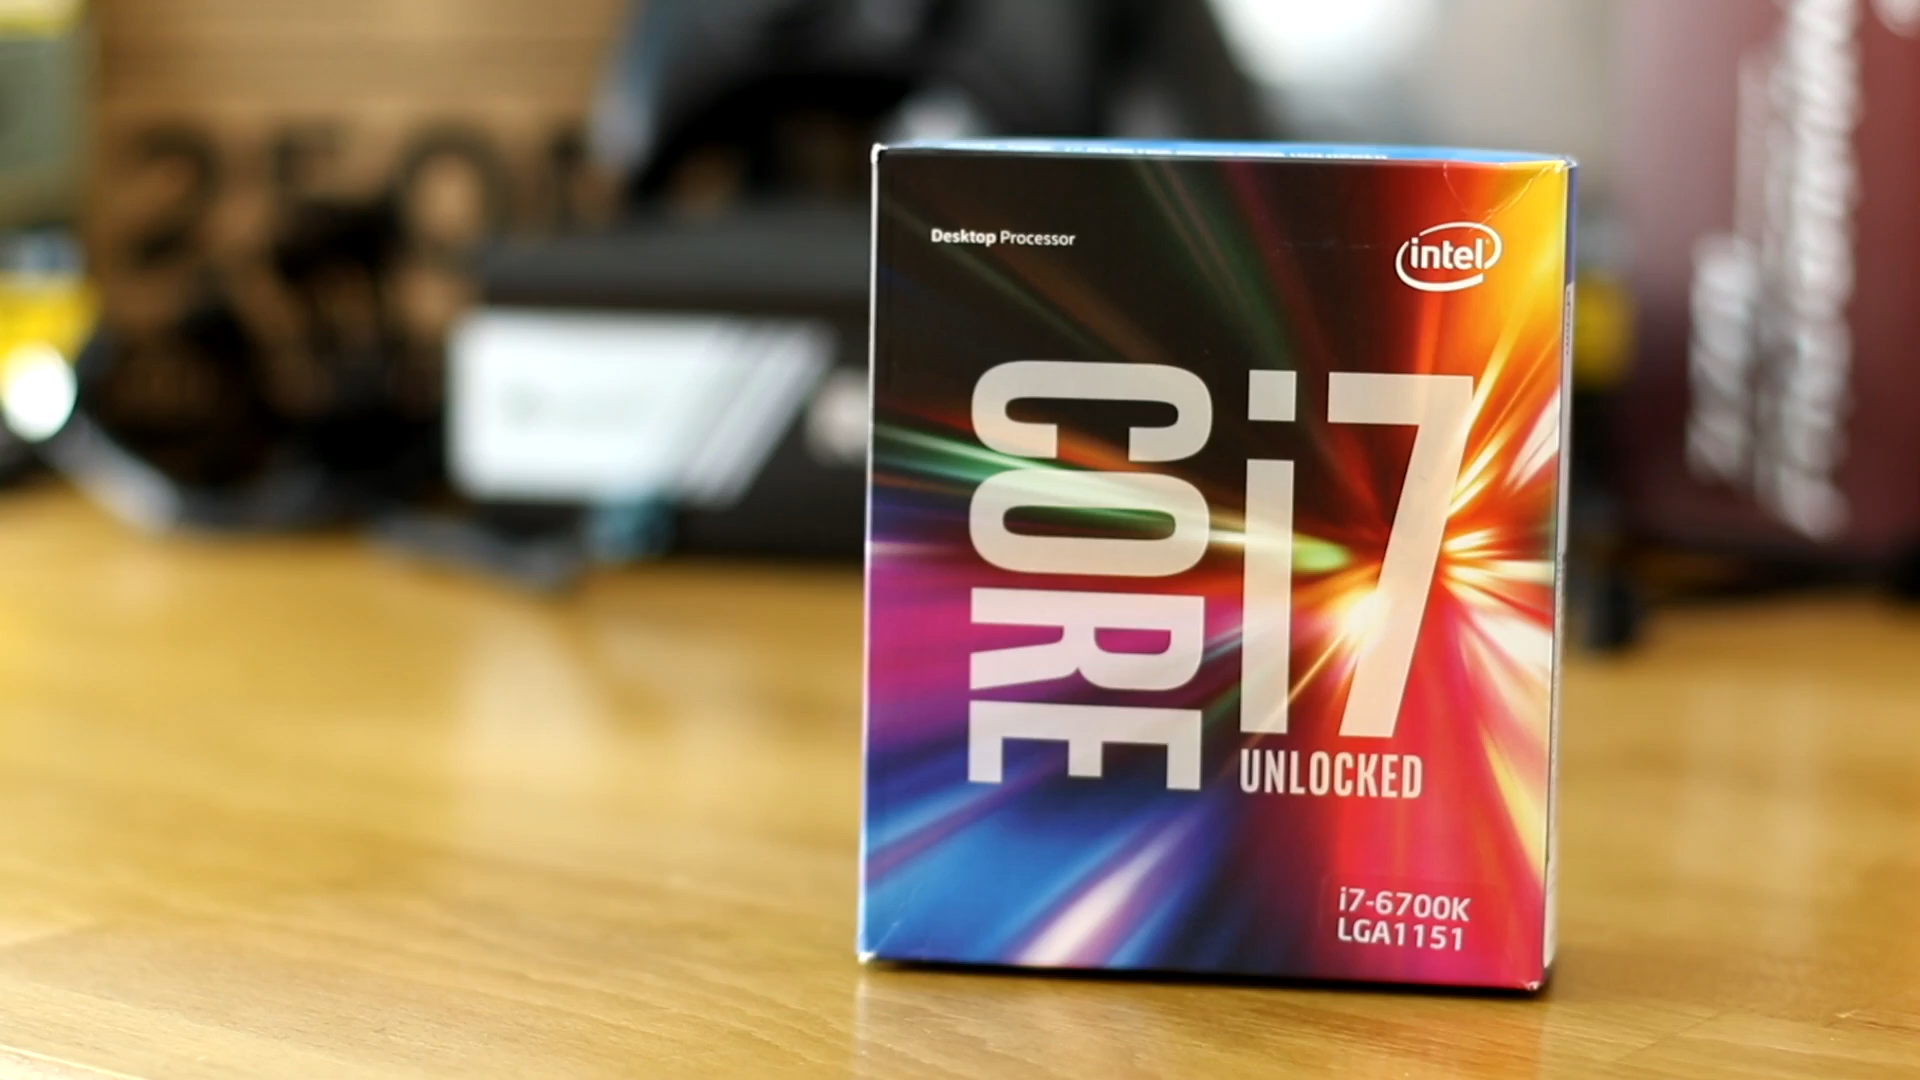 Desktop Processor
intel
CORE
i7
UNLOCKED
i7-6700K
LGA1151